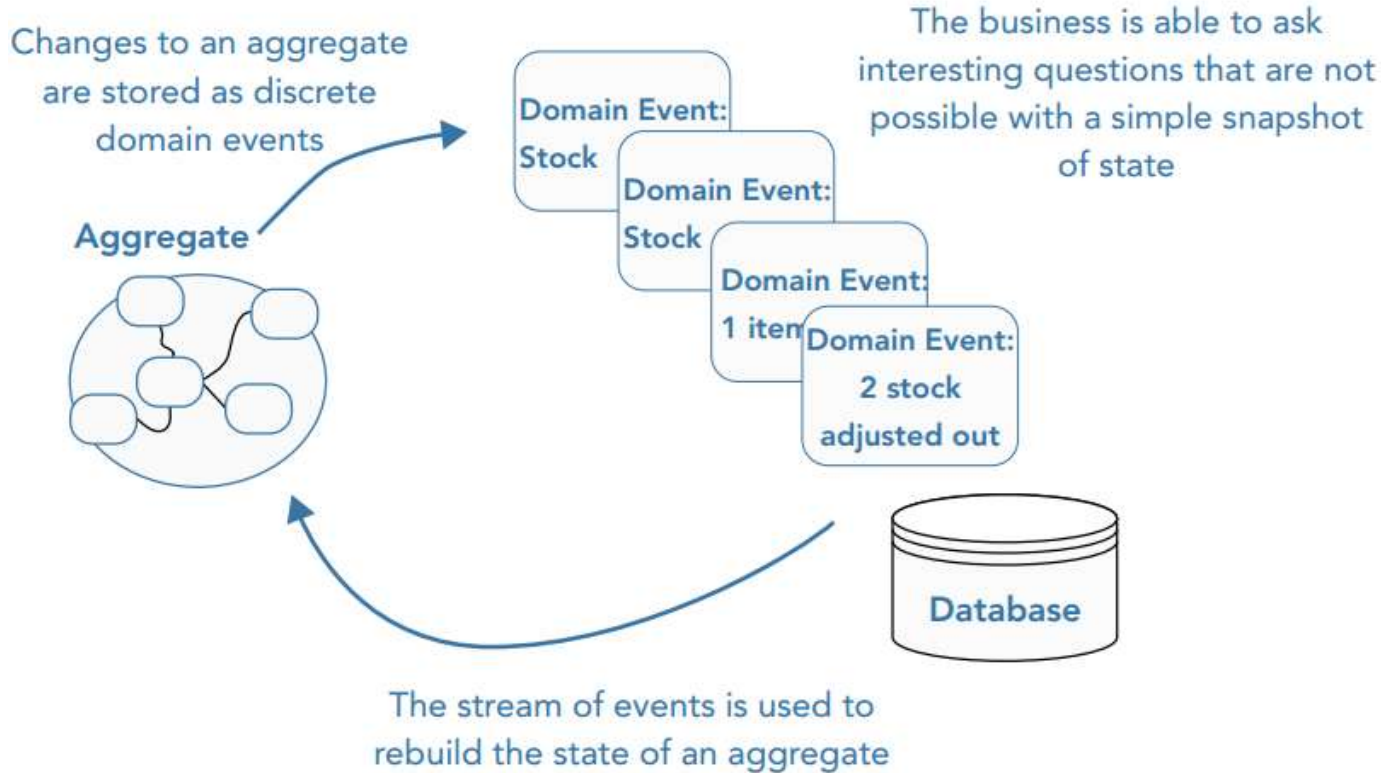 Changes to an aggregate
are stored as discrete
domain events
The business is able to ask
interesting questions that are not
possible with a simple snapshot
of state
Domain Event:
Stock
Domain Event:
Stock
Domain Event:
1 item
Domain Event:
2 stock
adjusted out
Aggregate
Database
The stream of events is used to
rebuild the state of an aggregate